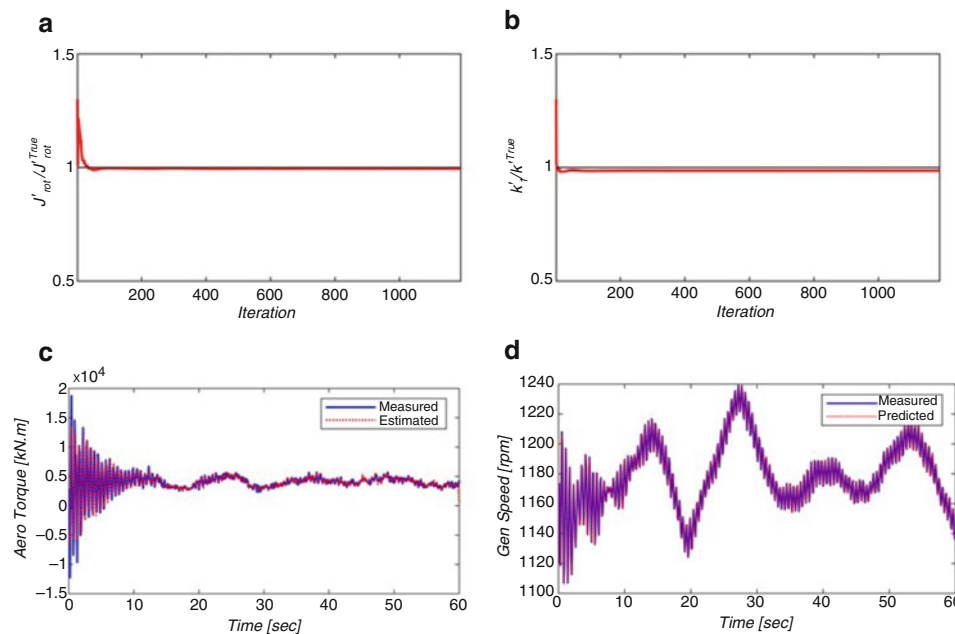 a
1.5
1
0.5
J'rot/J'rot^True
200 400 600 800 1000
Iteration
b
1.5
1
0.5
k'1/k'^True
200 400 600 800 1000
Iteration
c
×10^4
2
1.5
1
0.5
0
−0.5
−1
−1.5
Aero Torque [kN.m]
Measured
Estimated
0 10 20 30 40 50 60
Time [sec]
d
1240
1220
1200
1180
1160
1140
1120
1100
Gen Speed [rpm]
Measured
Predicted
0 10 20 30 40 50 60
Time [sec]